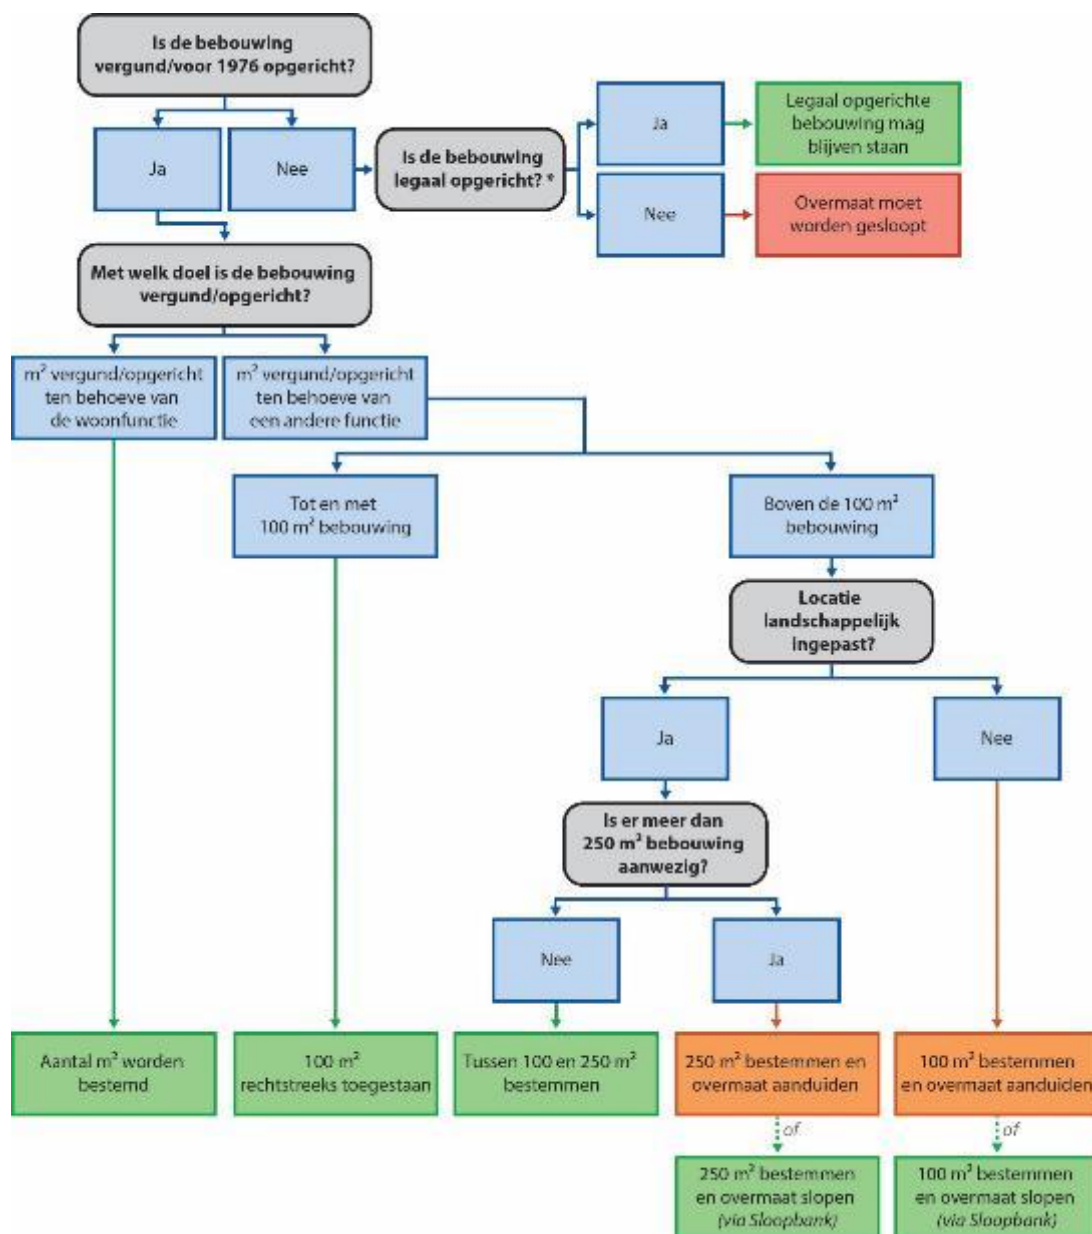 Is de bebouwing
vergund/voor 1976 opgericht?
Ja
Nee
Is de bebouwing
legaal opgericht? *
Ja
Legaal opgerichte
bebouwing mag
blijven staan
Nee
Overmaat moet
worden gesloopt
Met welk doel is de bebouwing
vergund/opgericht?
m² vergund/opgericht
ten behoeve van
de woonfunctie
m² vergund/opgericht
ten behoeve van
een andere functie
Tot en met
100 m² bebouwing
Boven de 100 m²
bebouwing
Locatie
landschappelijk
ingepast?
Ja
Nee
Is er meer dan
250 m² bebouwing
aanwezig?
Nee
Ja
Aantal m² worden
bestemd
100 m²
rechtstreeks toegestaan
Tussen 100 en 250 m²
bestemmen
250 m² bestemmen en
overmaat aanduiden
100 m² bestemmen
en overmaat aanduiden
of
of
250 m² bestemmen
en overmaat slopen
(via Sloopbank)
100 m² bestemmen
en overmaat slopen
(via Sloopbank)